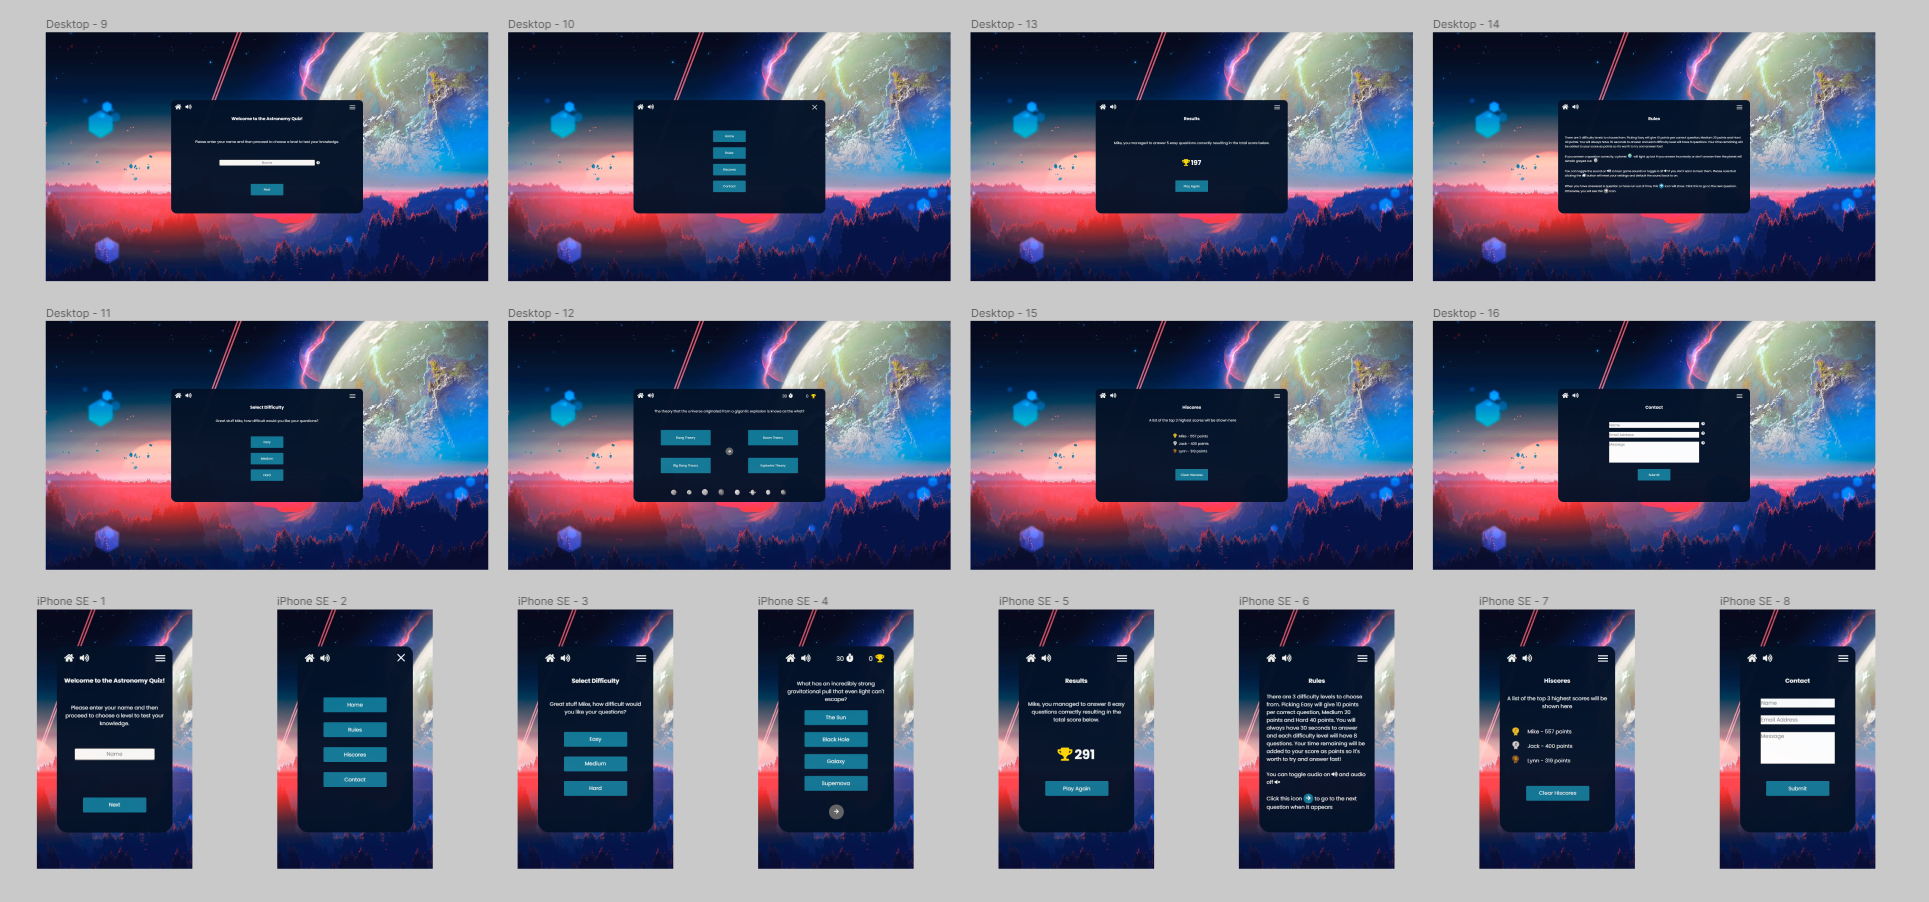 Desktop - 9
Welcome to the Astronomy Quiz!
Please enter your name and then proceed to choose a level to test your knowledge.
Name
Next
Desktop - 10
Home
Rules
Hiscores
Contact
Desktop - 13
Results
Mike, you managed to answer 5 easy questions correctly resulting in the total score below.
197
Play Again
Desktop - 14
Rules
Desktop - 11
Select Difficulty
Great stuff Mike, how difficult would you like your questions?
Easy
Medium
Hard
Desktop - 12
30
0
The theory that the universe originated from a gigantic explosion is known as the what?
Bang Theory
Boom Theory
Big Bang Theory
Explosion Theory
Desktop - 15
Hiscores
A list of the top 3 highest scores will be shown here
Mike - 557 points
Jack - 400 points
Lynn - 319 points
Clear Hiscores
Desktop - 16
Contact
Name
Email Address
Message
Submit
iPhone SE - 1
Welcome to the Astronomy Quiz!
Please enter your name and then
proceed to choose a level to test your
knowledge.
Name
Next
iPhone SE - 2
Home
Rules
Hiscores
Contact
iPhone SE - 3
Select Difficulty
Great stuff Mike, how difficult would
you like your questions?
Easy
Medium
Hard
iPhone SE - 4
30
0
What has an incredibly strong
gravitational pull that even light can't
escape?
The Sun
Black Hole
Galaxy
Supernova
iPhone SE - 5
Results
Mike, you managed to answer 8 easy
questions correctly resulting in the
total score below.
291
Play Again
iPhone SE - 6
Rules
There are 3 difficulty levels to choose
from. Picking Easy will give 10 points
per correct question, Medium 20
points and Hard 40 points. You will
always have 30 seconds to answer
and each difficulty level will have 8
questions. Your time remaining will be
added to your score as points so it's
worth to try and answer fast!
You can toggle audio on and audio
off
Click this icon to go to the next
question when it appears
iPhone SE - 7
Hiscores
A list of the top 3 highest scores will be
shown here
Mike - 557 points
Jack - 400 points
Lynn - 319 points
Clear Hiscores
iPhone SE - 8
Contact
Name
Email Address
Message
Submit